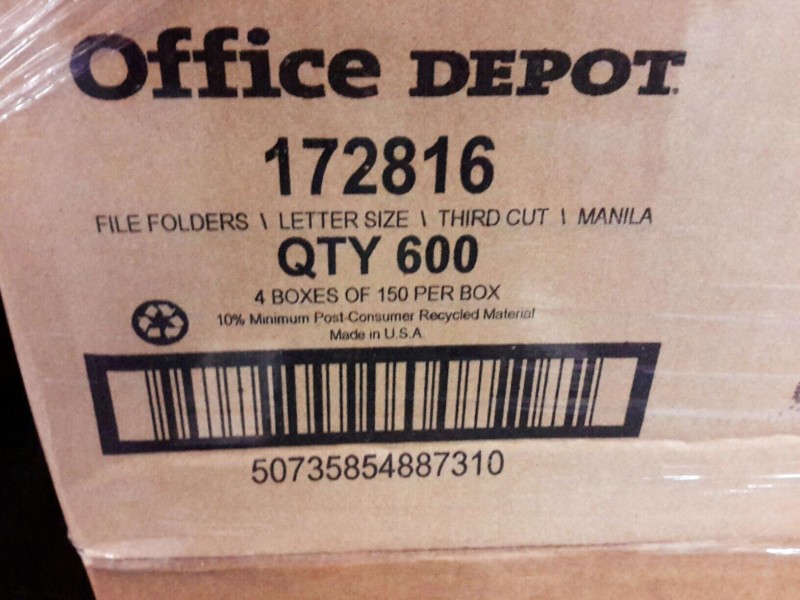 Office DEPOT.
172816
FILE FOLDERS \ LETTER SIZE \ THIRD CUT \ MANILA
QTY 600
4 BOXES OF 150 PER BOX
10% Minimum Post-Consumer Recycled Material
Made in U.S.A.
50735854887310